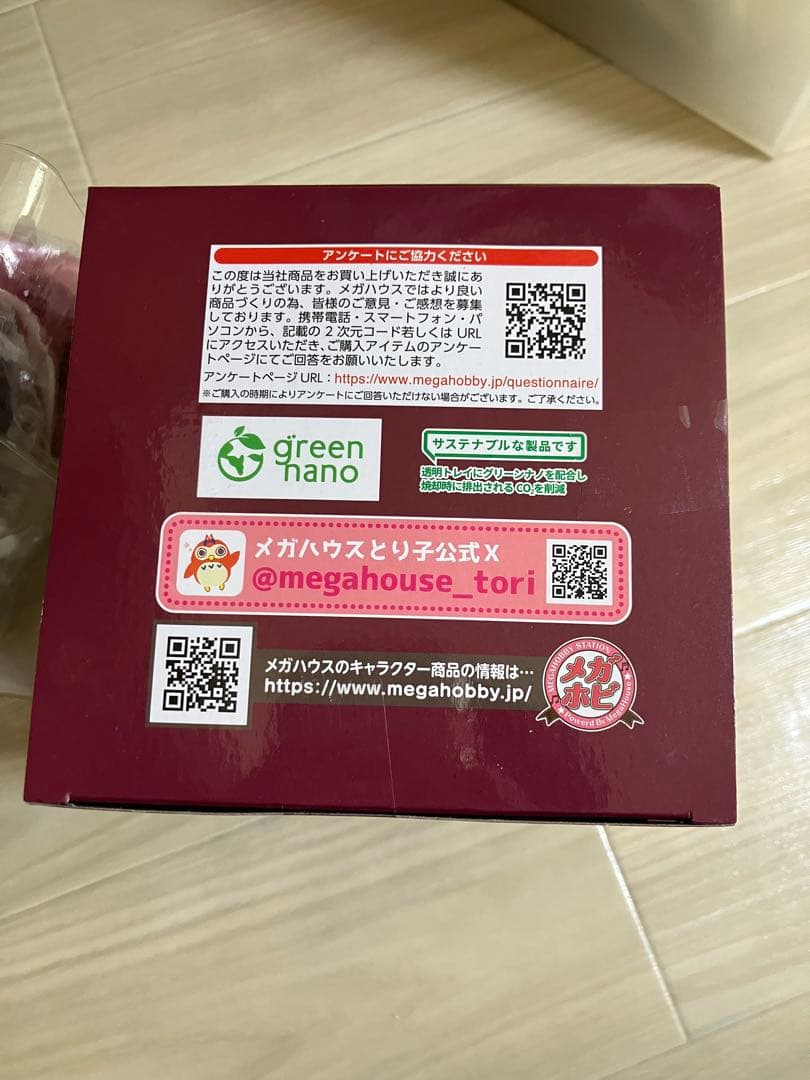 アンケートにご協力ください
この度は当社商品をお買い上げいただき誠にあ
りがとうございます。メガハウスではより良い
商品づくりの為、皆様のご意見・ご感想を募集
しております。携帯電話・スマートフォン・パ
ソコンから、記載の 2 次元コード若しくは URL
にアクセスいただき、ご購入アイテムのアンケー
トページにてご回答をお願いいたします。
アンケートページ URL：https://www.megahobby.jp/questionnaire/
※ご購入の時期によりアンケートにご回答いただけない場合がございます。ご了承ください。
green
nano
サステナブルな製品です
透明トレイにグリーンナノを配合し
焼却時に排出される CO₂を削減
メガハウスとり子公式 X
@megahouse_tori
メガハウスのキャラクター商品の情報は…
https://www.megahobby.jp/
MEGAHOBBY STATION
メガ
ホビ
Powerd By MegaHouse